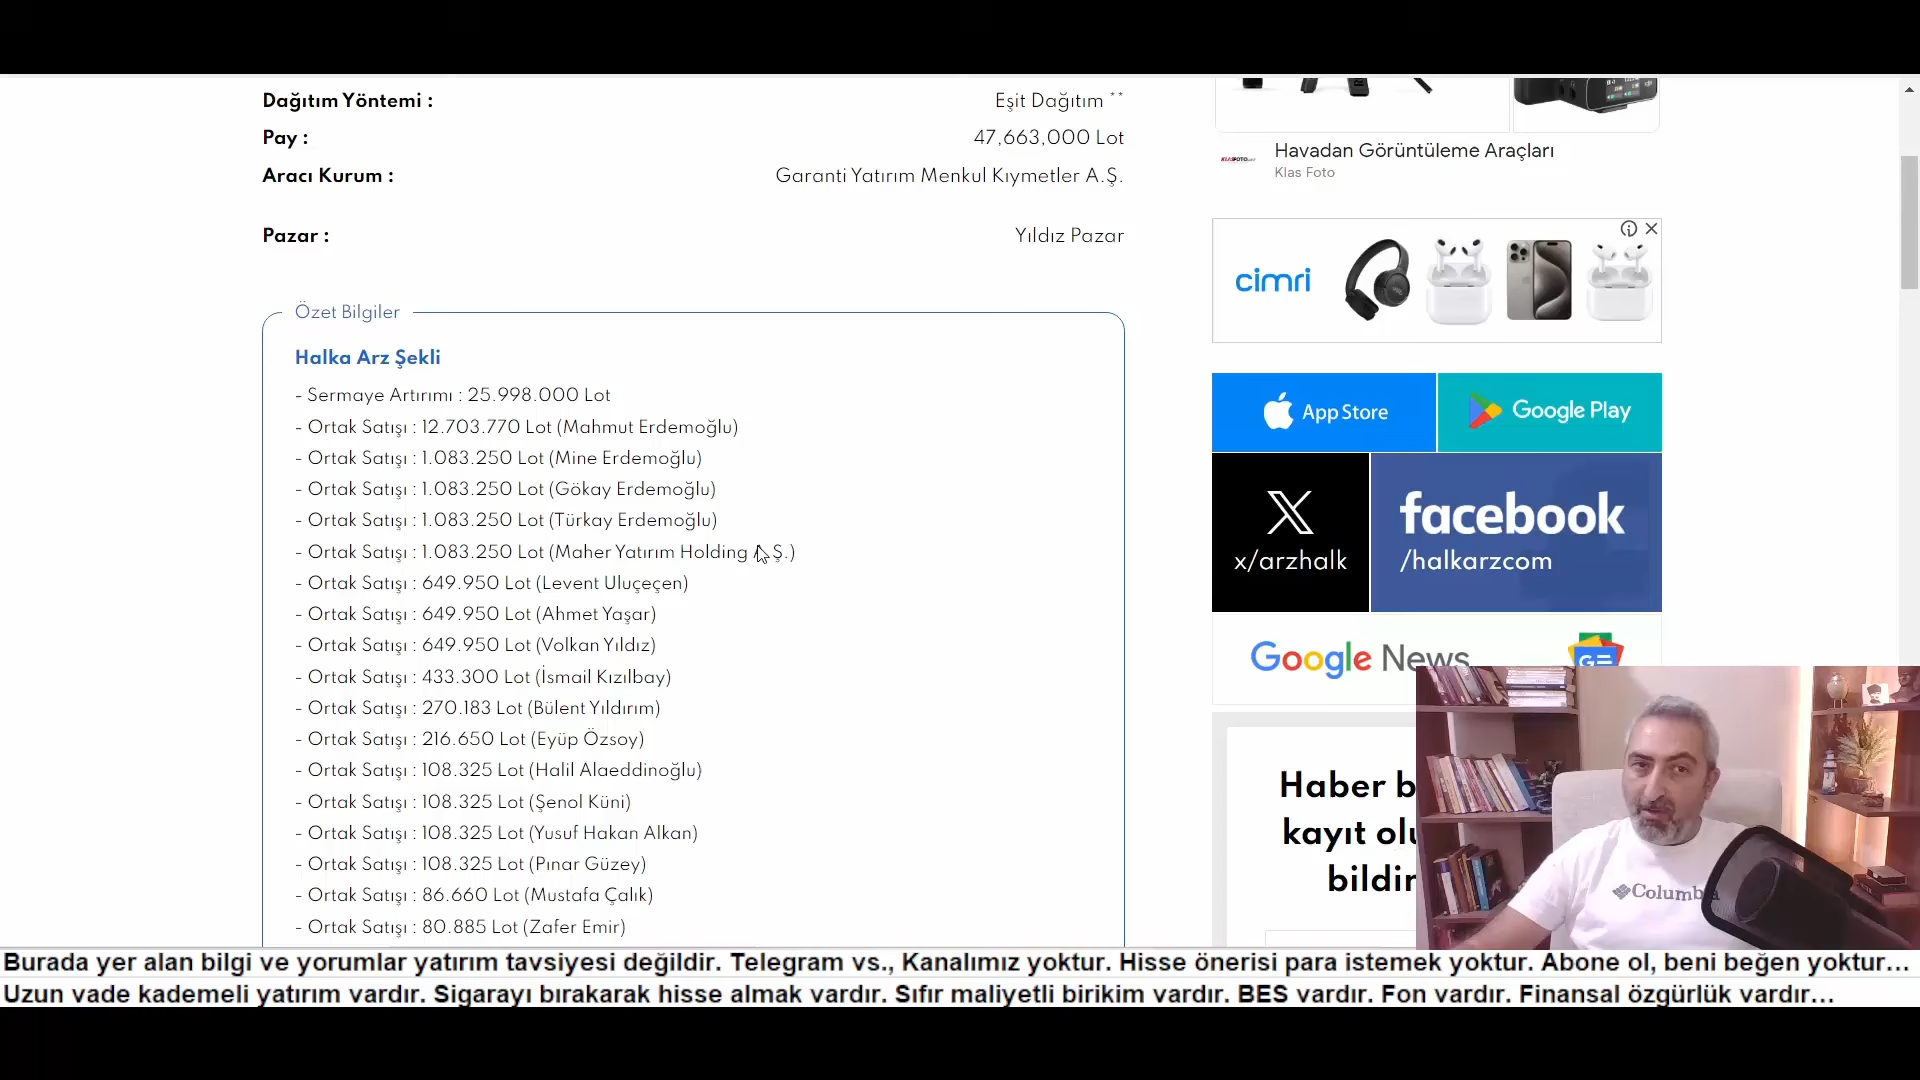 Dağıtım Yöntemi :
Eşit Dağıtım **
Pay :
47,663,000 Lot
Aracı Kurum :
Garanti Yatırım Menkul Kıymetler A.Ş.
Pazar :
Yıldız Pazar
Özet Bilgiler
Halka Arz Şekli
- Sermaye Artırımı : 25.998.000 Lot
- Ortak Satışı : 12.703.770 Lot (Mahmut Erdemoğlu)
- Ortak Satışı : 1.083.250 Lot (Mine Erdemoğlu)
- Ortak Satışı : 1.083.250 Lot (Gökay Erdemoğlu)
- Ortak Satışı : 1.083.250 Lot (Türkay Erdemoğlu)
- Ortak Satışı : 1.083.250 Lot (Maher Yatırım Holding A.Ş.)
- Ortak Satışı : 649.950 Lot (Levent Uluçeçen)
- Ortak Satışı : 649.950 Lot (Ahmet Yaşar)
- Ortak Satışı : 649.950 Lot (Volkan Yıldız)
- Ortak Satışı : 433.300 Lot (İsmail Kızılbay)
- Ortak Satışı : 270.183 Lot (Bülent Yıldırım)
- Ortak Satışı : 216.650 Lot (Eyüp Özsoy)
- Ortak Satışı : 108.325 Lot (Halil Alaeddinoğlu)
- Ortak Satışı : 108.325 Lot (Şenol Küni)
- Ortak Satışı : 108.325 Lot (Yusuf Hakan Alkan)
- Ortak Satışı : 108.325 Lot (Pınar Güzey)
- Ortak Satışı : 86.660 Lot (Mustafa Çalık)
- Ortak Satışı : 80.885 Lot (Zafer Emir)
Havadan Görüntüleme Araçları
Klas Foto
cimri
App Store
Google Play
x/arzhalk
facebook
/halkarzcom
Google News
Haber b
kayıt olu
bildir
Columbia
Burada yer alan bilgi ve yorumlar yatırım tavsiyesi değildir. Telegram vs., Kanalımız yoktur. Hisse önerisi para istemek yoktur. Abone ol, beni beğen yoktur...
Uzun vade kademeli yatırım vardır. Sigarayı bırakarak hisse almak vardır. Sıfır maliyetli birikim vardır. BES vardır. Fon vardır. Finansal özgürlük vardır...